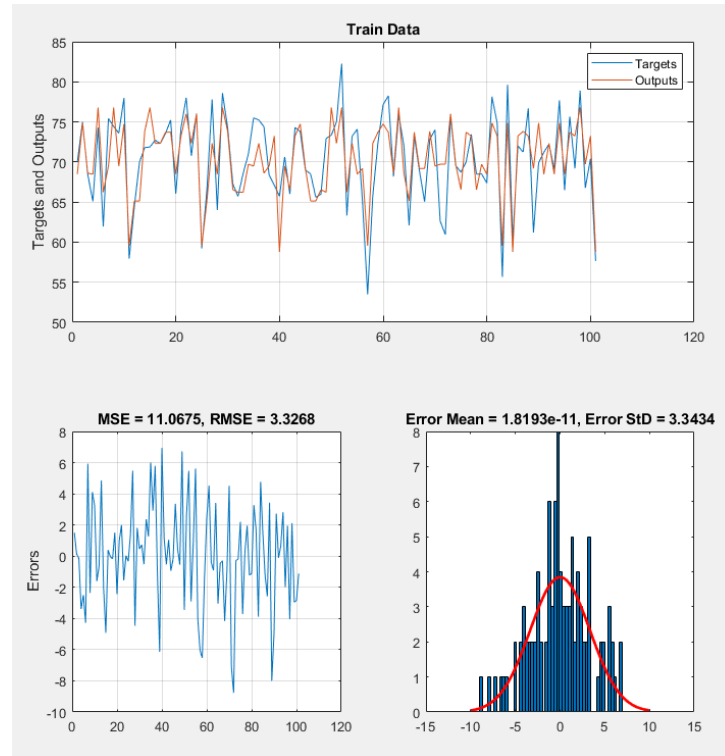 Train Data
85
80
75
70
65
60
55
50
Targets and Outputs
Targets
Outputs
0 20 40 60 80 100 120
MSE = 11.0675, RMSE = 3.3268
8
6
4
2
0
-2
-4
-6
-8
-10
Errors
0 20 40 60 80 100 120
Error Mean = 1.8193e-11, Error StD = 3.3434
8
7
6
5
4
3
2
1
0
-15 -10 -5 0 5 10 15